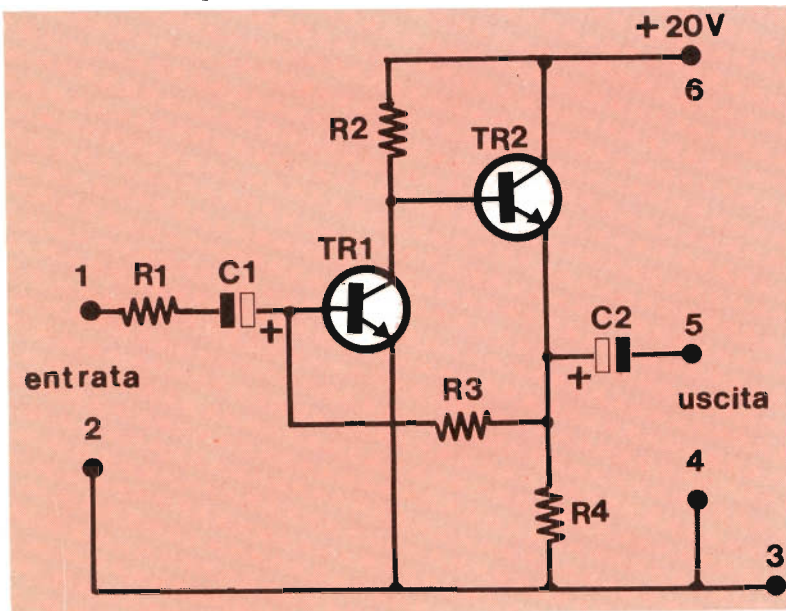 +20V
6
R2
TR2
TR1
1
R1
C1
+
C2
5
+
entrata
R3
uscita
2
4
R4
3